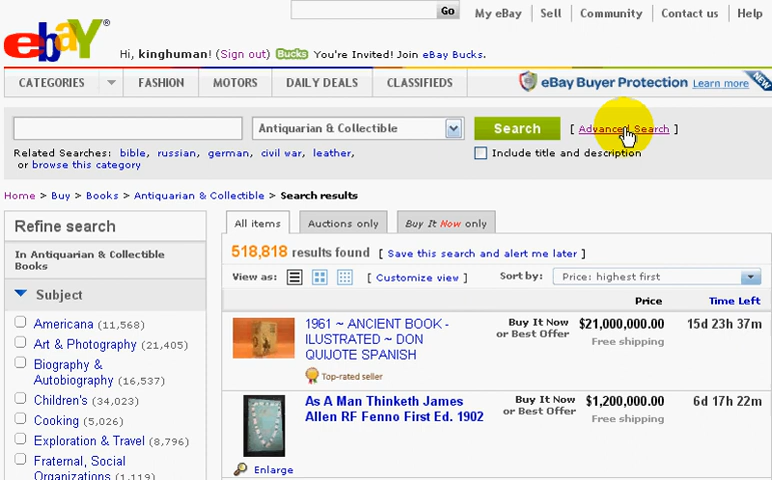 Go
My eBay | Sell | Community | Contact us | Help
ebaY®
Hi, kinghuman! (Sign out) Bucks You're Invited! Join eBay Bucks.
CATEGORIES FASHION MOTORS DAILY DEALS CLASSIFIEDS
eBay Buyer Protection Learn more NEW
Antiquarian & Collectible Search [ Advanced Search ]
Related Searches: bible, russian, german, civil war, leather,
or browse this category
Include title and description
Home > Buy > Books > Antiquarian & Collectible > Search results
Refine search
In Antiquarian & Collectible
Books
Subject
Americana (11,568)
Art & Photography (21,405)
Biography &
Autobiography (16,537)
Children's (34,023)
Cooking (5,026)
Exploration & Travel (8,796)
Fraternal, Social
Organizations (1,119)
All items Auctions only Buy It Now only
518,818 results found [ Save this search and alert me later ]
View as: [ Customize view ] Sort by: Price: highest first
Price Time Left
1961 ~ ANCIENT BOOK -
ILUSTRATED ~ DON
QUIJOTE SPANISH
Top-rated seller
Buy It Now
or Best Offer
$21,000,000.00
Free shipping
15d 23h 37m
As A Man Thinketh James
Allen RF Fenno First Ed. 1902
Buy It Now
or Best Offer
$1,200,000.00
Free shipping
6d 17h 22m
Enlarge